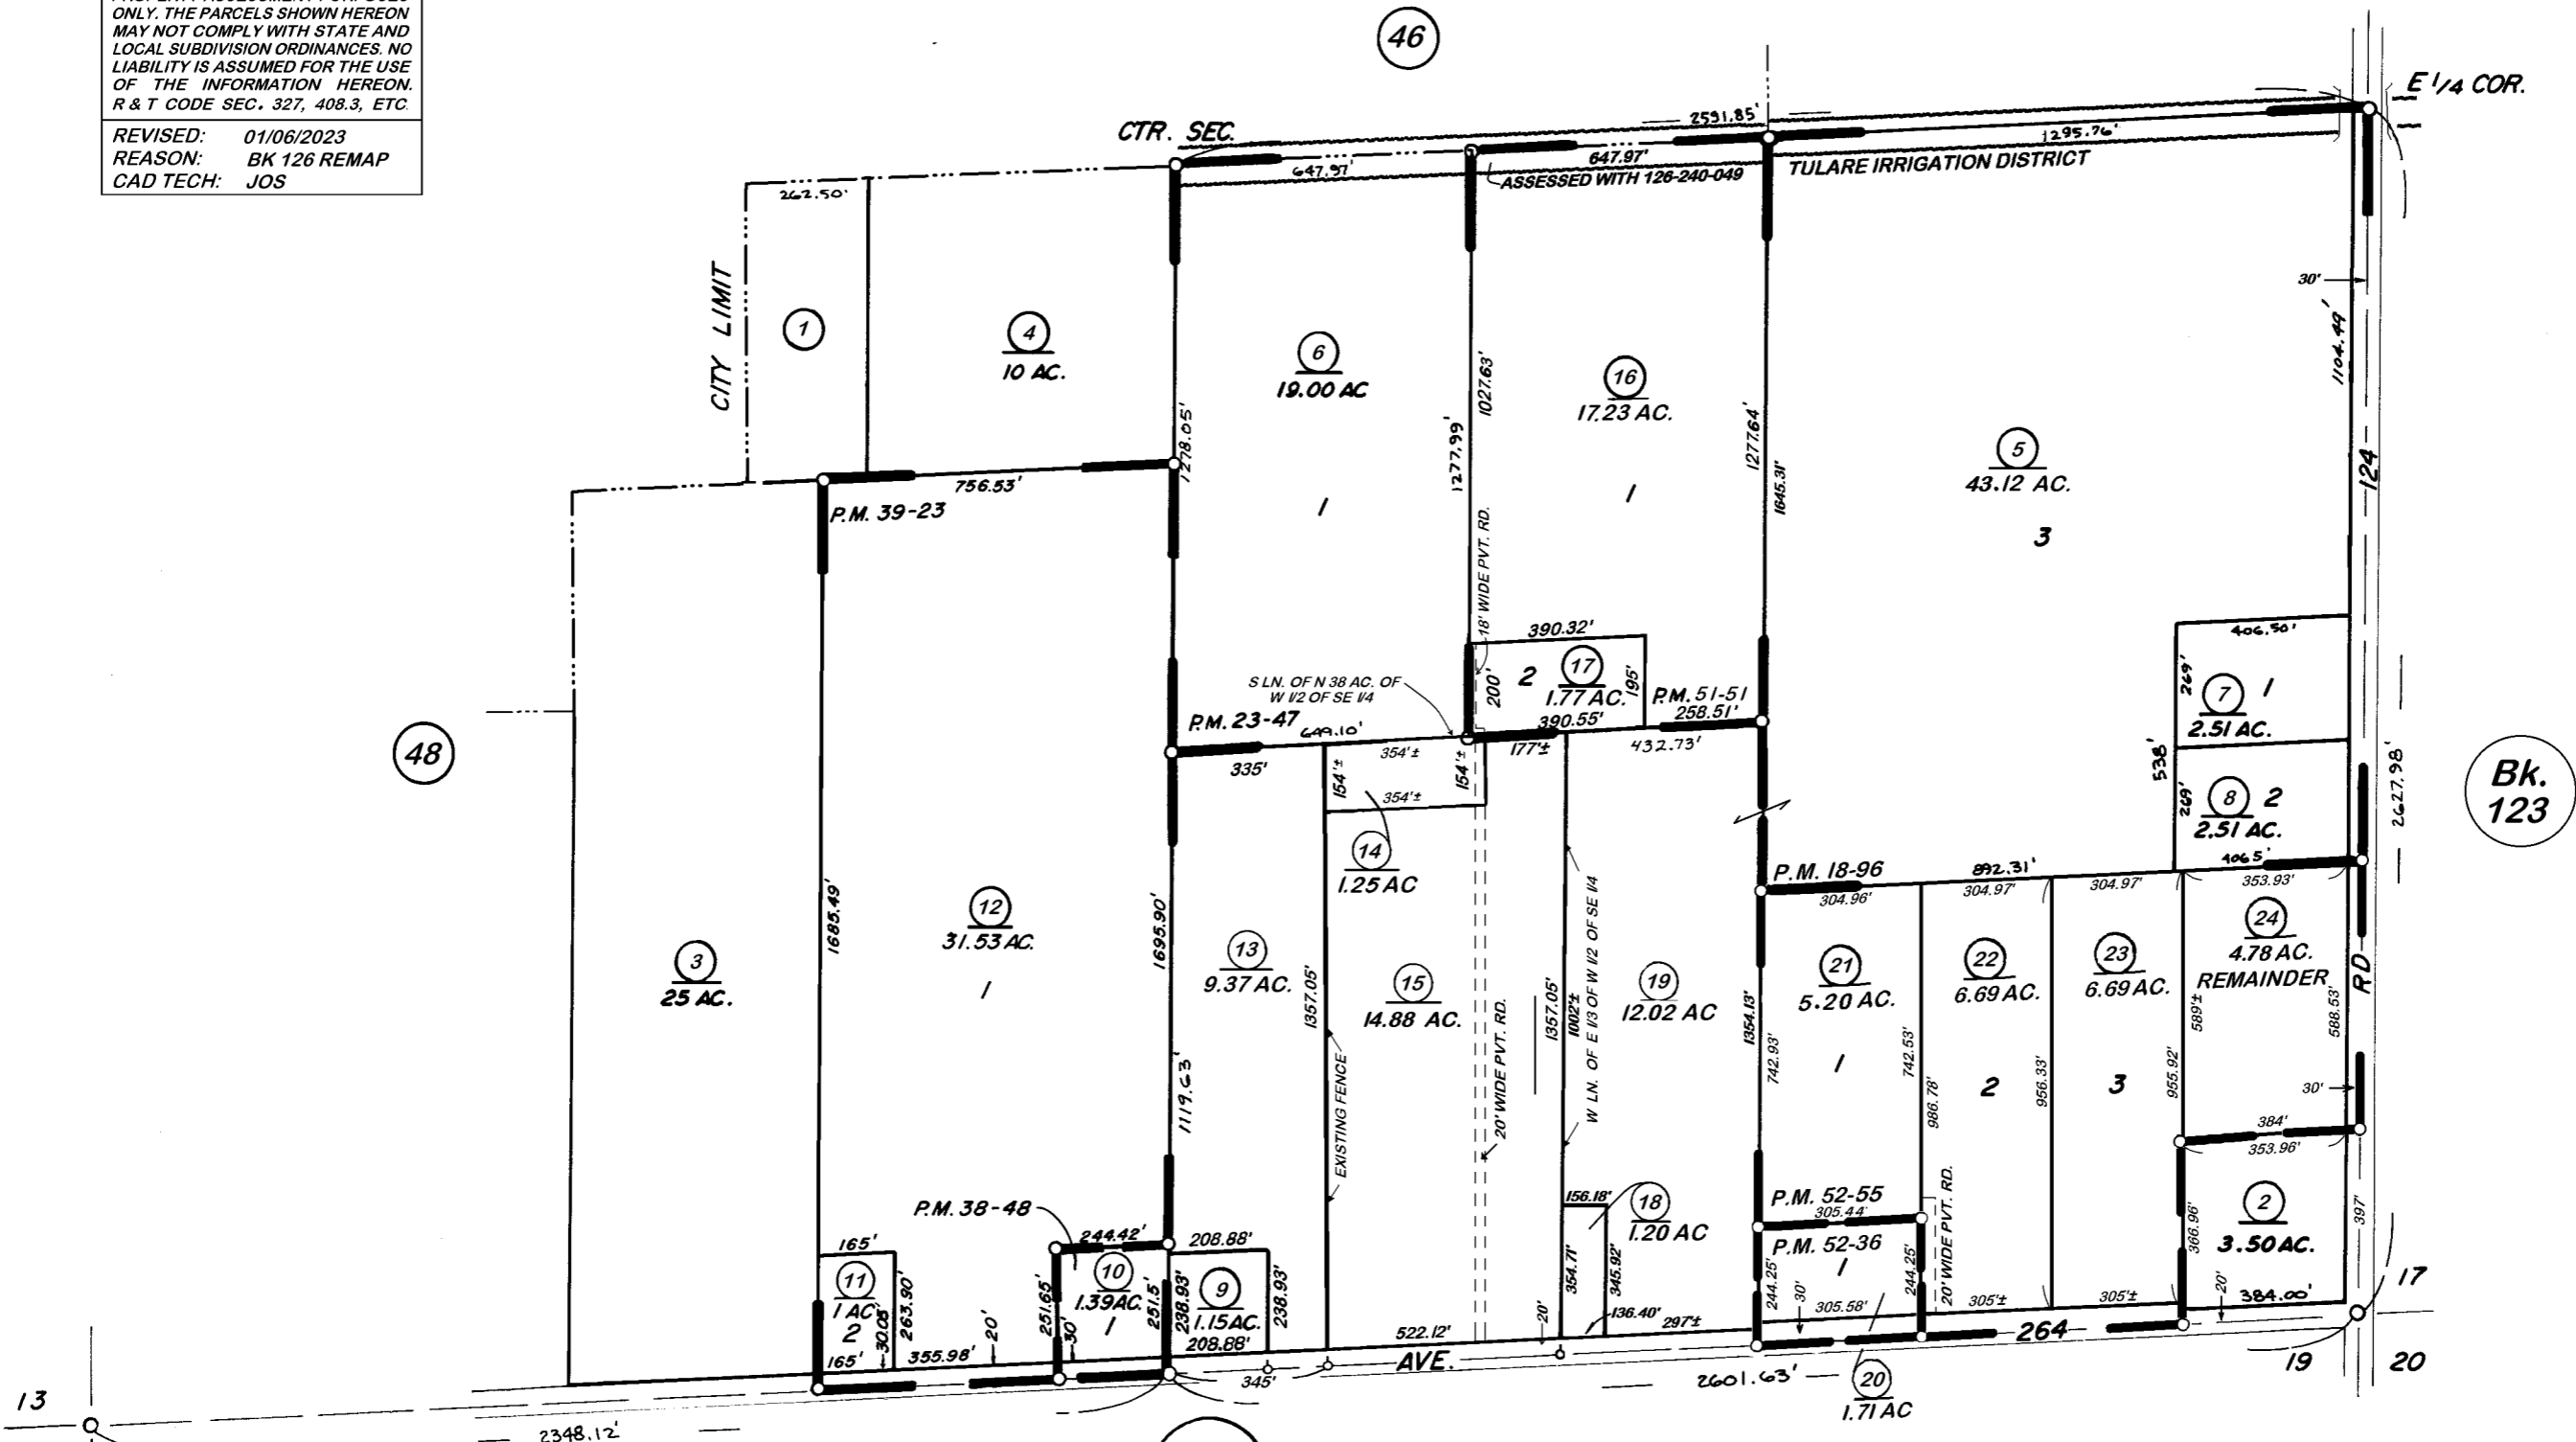 ONLY. THE PARCELS SHOWN HEREON
MAY NOT COMPLY WITH STATE AND
LOCAL SUBDIVISION ORDINANCES. NO
LIABILITY IS ASSUMED FOR THE USE
OF THE INFORMATION HEREON.
R & T CODE SEC. 327, 408.3, ETC.
REVISED: 01/06/2023
REASON: BK 126 REMAP
CAD TECH: JOS
46
E 1/4 COR.
CTR. SEC.
2591.85'
1295.76'
647.97'
647.97'
ASSESSED WITH 126-240-049
TULARE IRRIGATION DISTRICT
262.50'
CITY LIMIT
30'
1104.49'
1
4
10 AC.
6
19.00 AC
1
16
17.23 AC.
1
5
43.12 AC.
3
1278.05'
1027.63'
1277.99'
1277.64'
1645.31'
124
756.53'
P.M. 39-23
18' WIDE PVT. RD.
390.32'
2
17
1.77 AC.
195'
200'
P.M. 51-51
258.51'
390.55'
432.73'
177'±
S LN. OF N 38 AC. OF
W 1/2 OF SE 1/4
P.M. 23-47
649.10'
335'
354'±
154'±
154'±
354'±
406.50'
269'
7
1
2.51 AC.
538'
269'
8
2
2.51 AC.
406.5'
2627.98'
Bk.
123
48
14
1.25 AC
P.M. 18-96
892.31'
304.96'
304.97'
304.97'
353.93'
1685.49'
12
31.53 AC.
1
1695.90'
3
25 AC.
13
9.37 AC.
1357.05'
15
14.88 AC.
20' WIDE PVT. RD.
1357.05'
1002'±
W LN. OF E 1/3 OF W 1/2 OF SE 1/4
19
12.02 AC
1354.13'
742.93'
21
5.20 AC.
1
742.53'
986.78'
22
6.69 AC.
2
956.33'
23
6.69 AC.
3
955.92'
589'±
24
4.78 AC.
REMAINDER
588.53'
RD
30'
384'
353.96'
1119.63'
EXISTING FENCE
P.M. 38-48
244.42'
208.88'
165'
11
1 AC
2
165'
30.05'
263.90'
355.98'
20'
251.65'
30'
10
1.39 AC.
1
251.5'
238.93'
9
1.15 AC.
208.88'
238.93'
156.18'
18
1.20 AC
354.71'
345.92'
136.40'
20'
297'±
522.12'
P.M. 52-55
305.44'
P.M. 52-36
1
244.25'
30'
305.58'
244.25'
20' WIDE PVT. RD.
305'±
305'±
366.96'
2
3.50 AC.
397'
20'
384.00'
17
264
AVE.
345'
2601.63'
20
1.71 AC
19
20
13
2348.12'